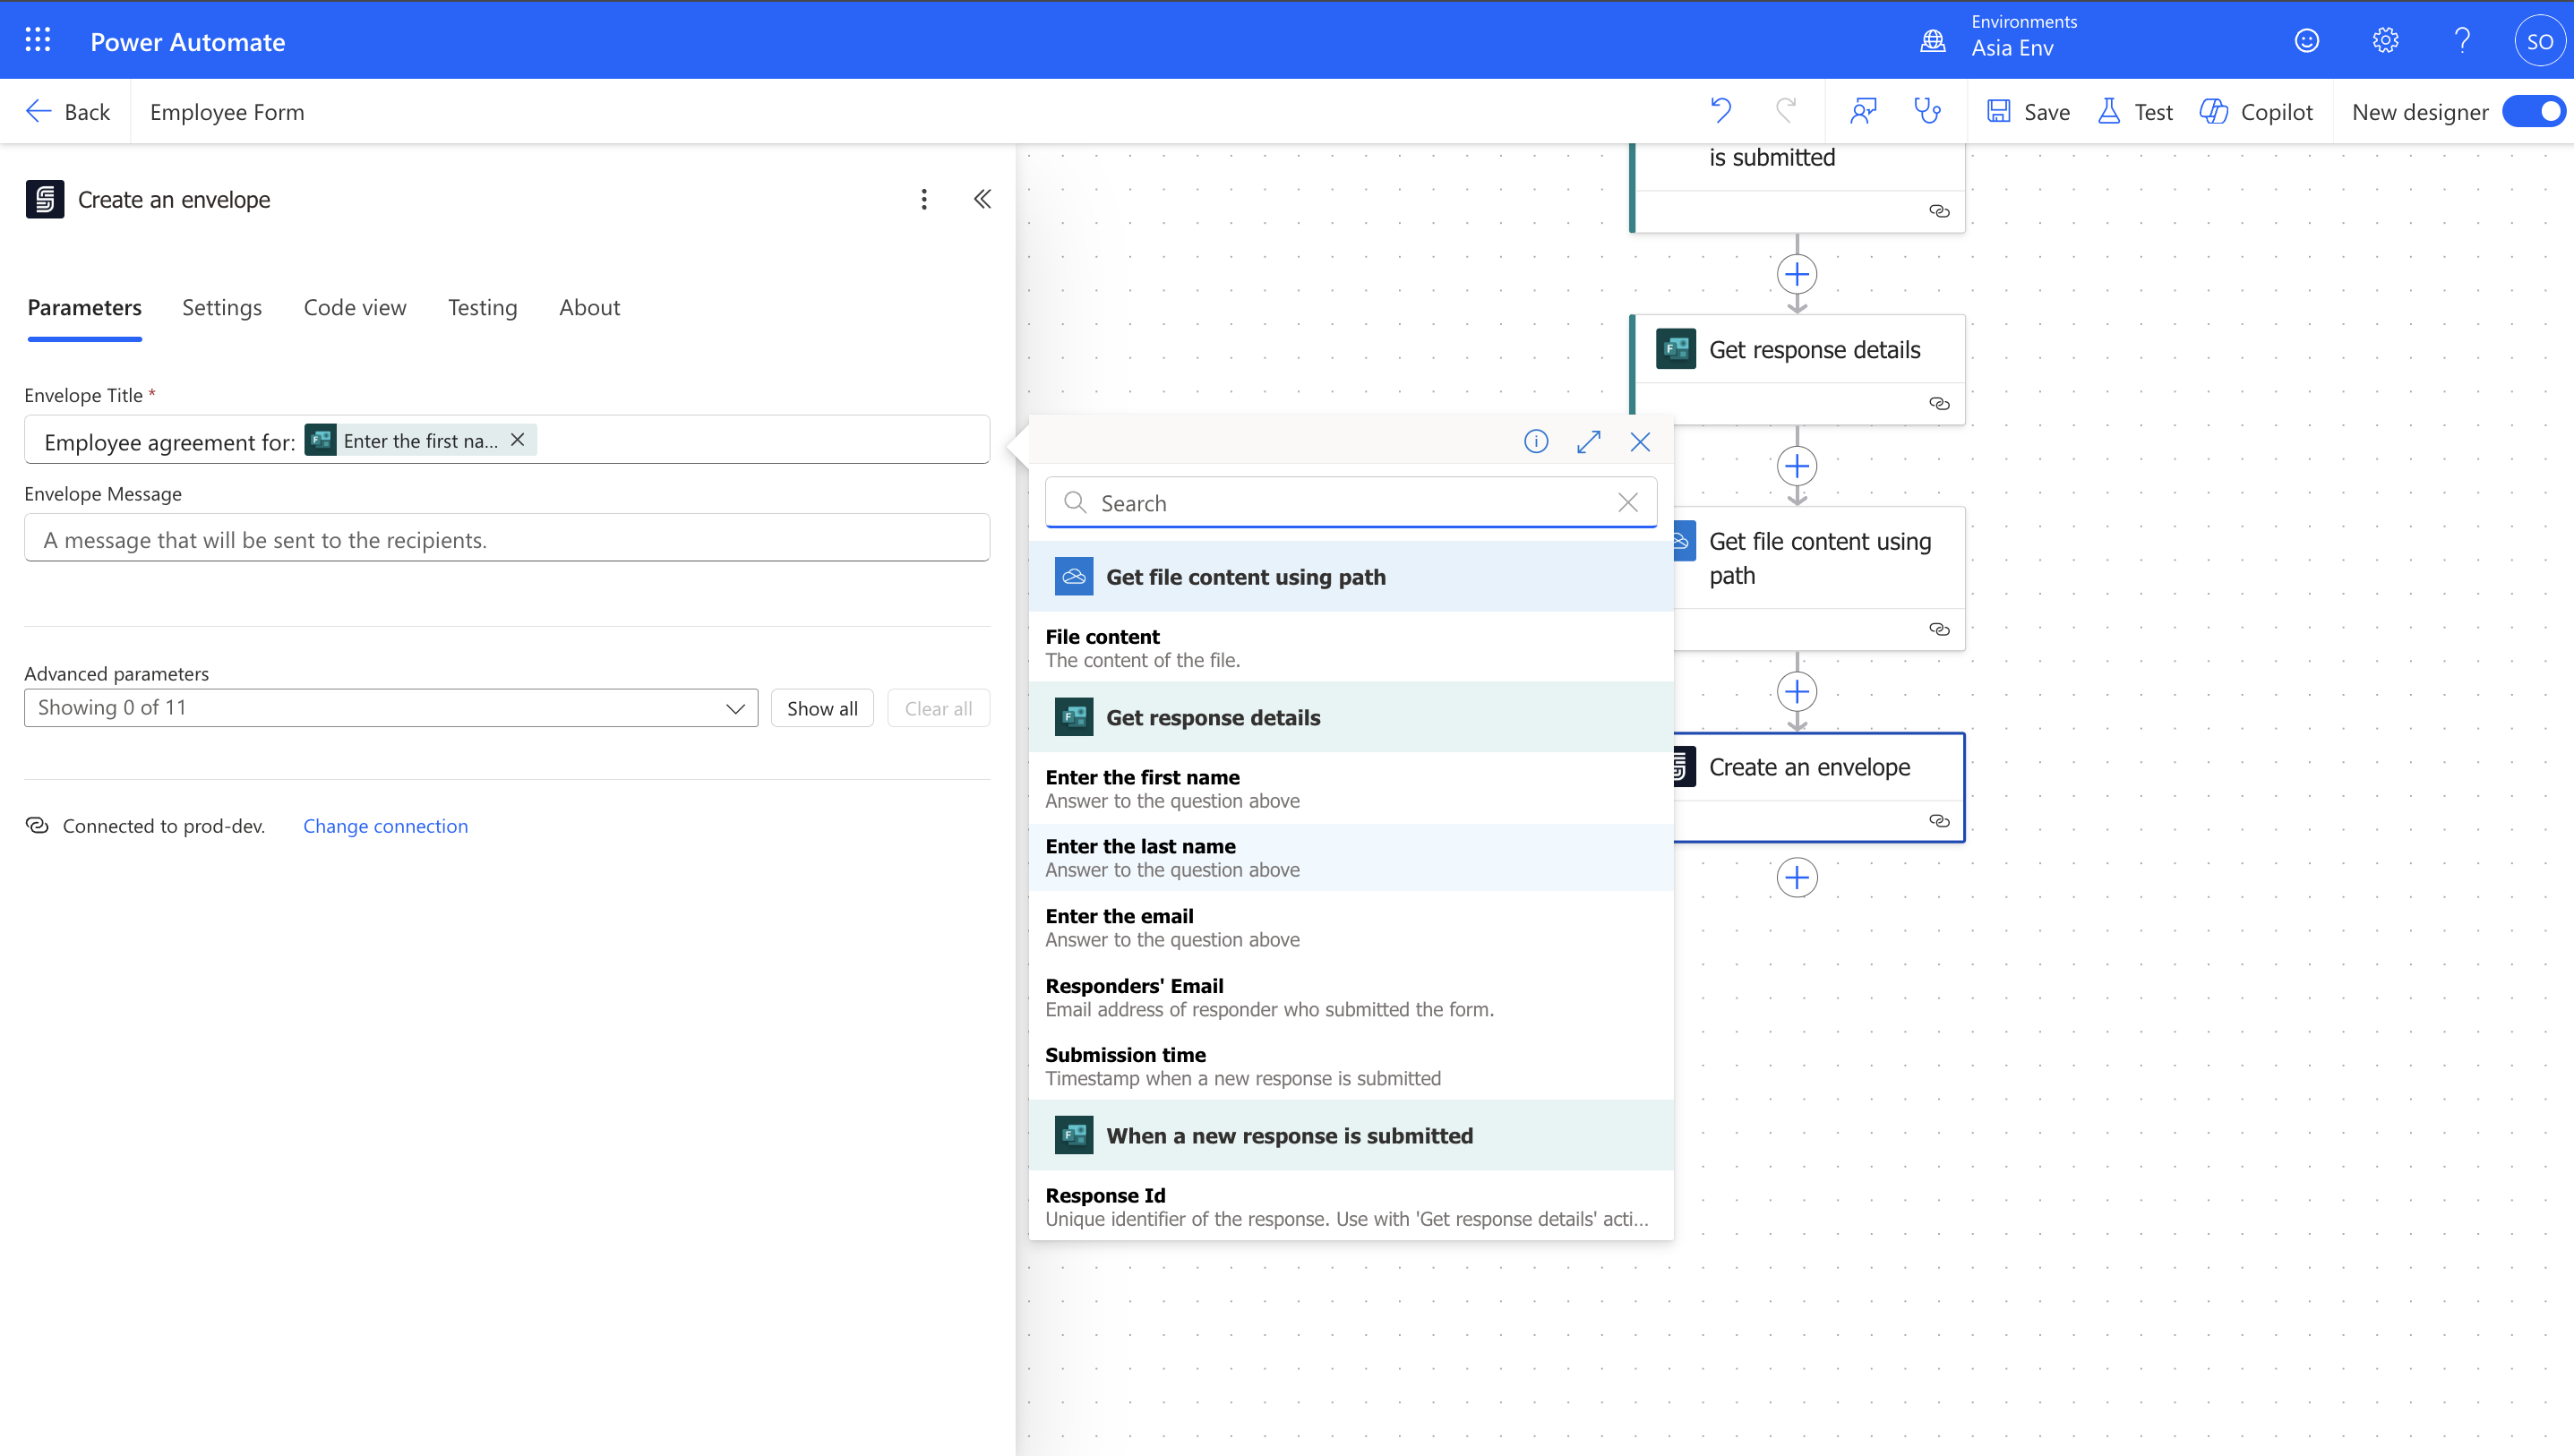 Power Automate
Environments
Asia Env
SO
Back
Employee Form
Save
Test
Copilot
New designer
Create an envelope
Parameters
Settings
Code view
Testing
About
Envelope Title *
Employee agreement for: Enter the first na...
Envelope Message
A message that will be sent to the recipients.
Advanced parameters
Showing 0 of 11
Show all
Clear all
Connected to prod-dev.
Change connection
Search
Get file content using path
File content
The content of the file.
Get response details
Enter the first name
Answer to the question above
Enter the last name
Answer to the question above
Enter the email
Answer to the question above
Responders' Email
Email address of responder who submitted the form.
Submission time
Timestamp when a new response is submitted
When a new response is submitted
Response Id
Unique identifier of the response. Use with 'Get response details' acti...
is submitted
Get response details
Get file content using
path
Create an envelope